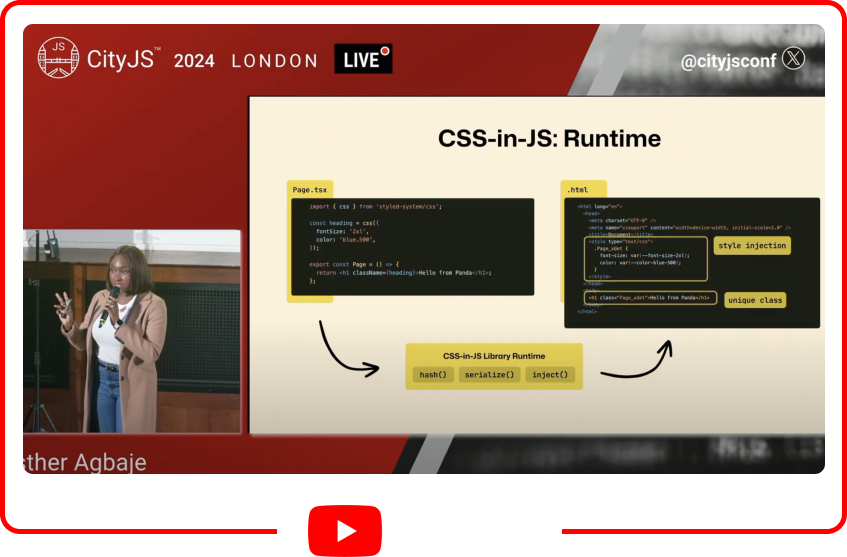 JS
CityJS™ 2024 LONDON LIVE
@cityjsconf
CSS-in-JS: Runtime
Page.tsx
import { css } from 'styled-system/css';
const heading = css({
fontSize: '2xl',
color: 'blue.500',
});
export const Page = () => {
return <h1 className={heading}>Hello from Panda</h1>;
};
.html
<html lang="en">
<head>
<meta charset="UTF-8" />
<meta name="viewport" content="width=device-width, initial-scale=1.0" />
<title>Document</title>
<style type="text/css">
.Page_xdet {
font-size: var(--font-size-2xl);
color: var(--color-blue-500);
}
</style>
</head>
<body>
<h1 class="Page_xdet">Hello from Panda</h1>
</body>
</html>
style injection
unique class
CSS-in-JS Library Runtime
hash() serialize() inject()
sther Agbaje